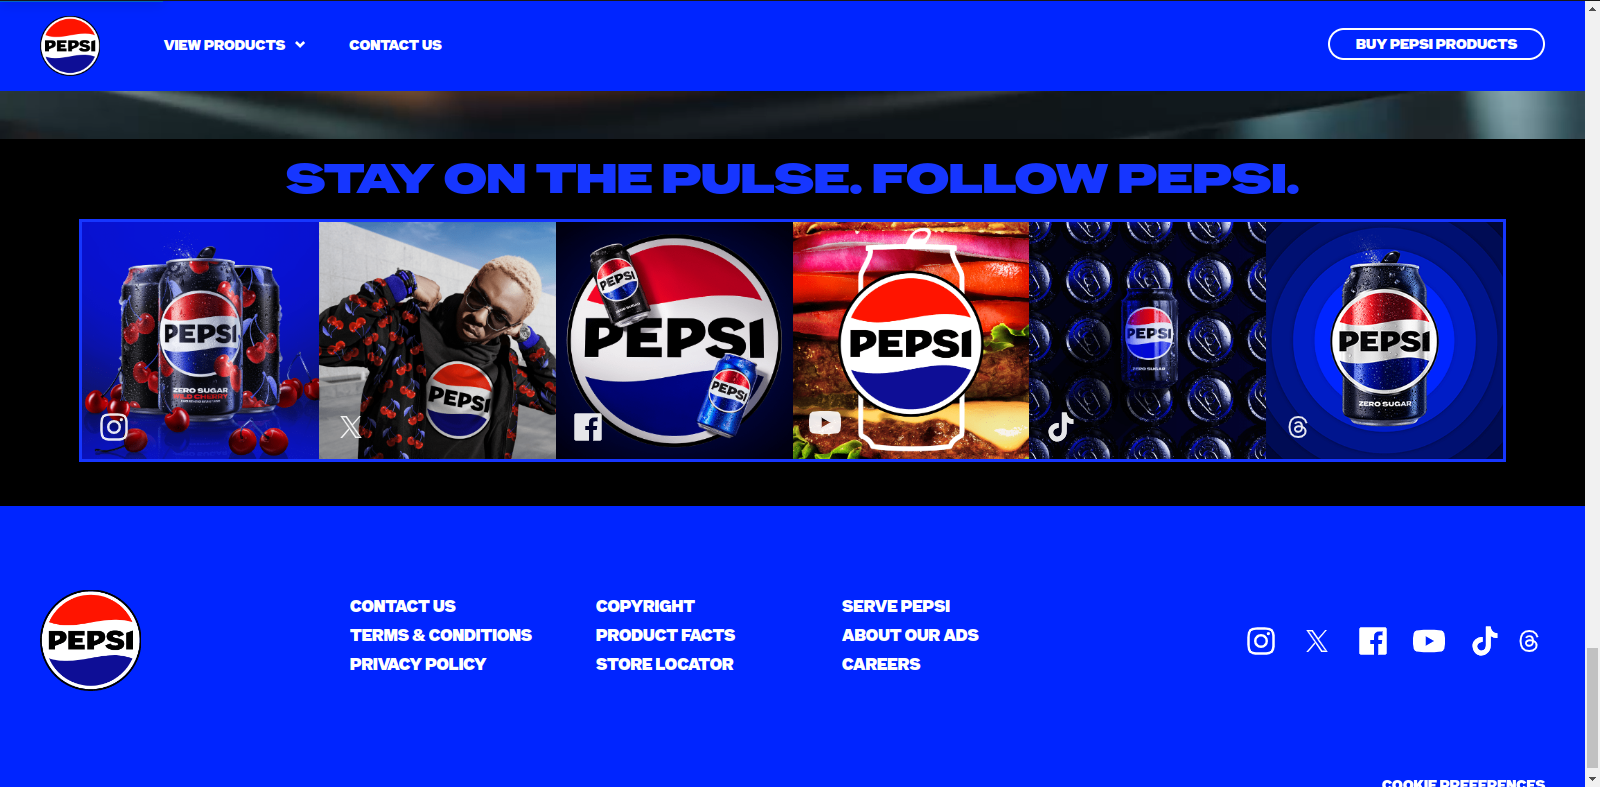 PEPSI
VIEW PRODUCTS
CONTACT US
BUY PEPSI PRODUCTS
STAY ON THE PULSE. FOLLOW PEPSI.
PEPSI
ZERO SUGAR
WILD CHERRY
PEPSI
PEPSI
PEPSI
ZERO SUGAR
PEPSI
PEPSI
PEPSI
ZERO SUGAR
PEPSI
ZERO SUGAR
PEPSI
CONTACT US
TERMS & CONDITIONS
PRIVACY POLICY
COPYRIGHT
PRODUCT FACTS
STORE LOCATOR
SERVE PEPSI
ABOUT OUR ADS
CAREERS
COOKIE PREFERENCES